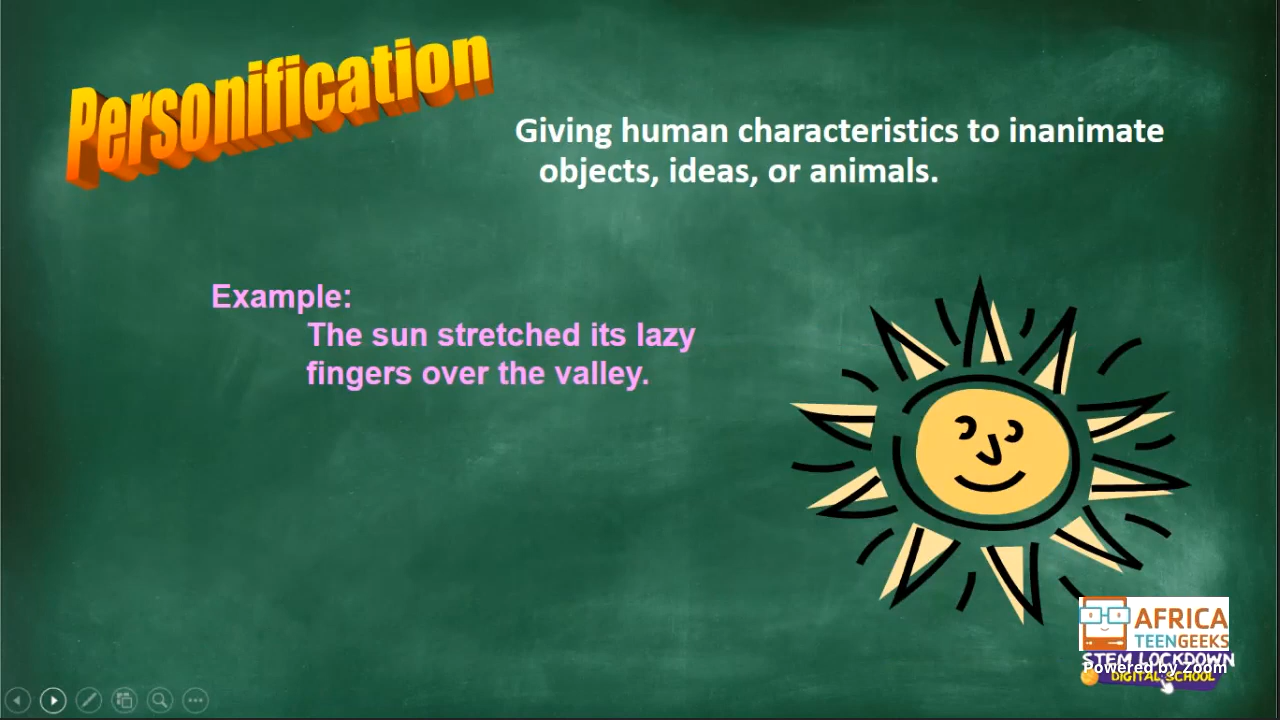 Personification
Giving human characteristics to inanimate
objects, ideas, or animals.
Example:
The sun stretched its lazy
fingers over the valley.
AFRICA
TEENGEEKS
STEM LOCKDOWN
Powered by Zoom
DIGITAL SCHOOL